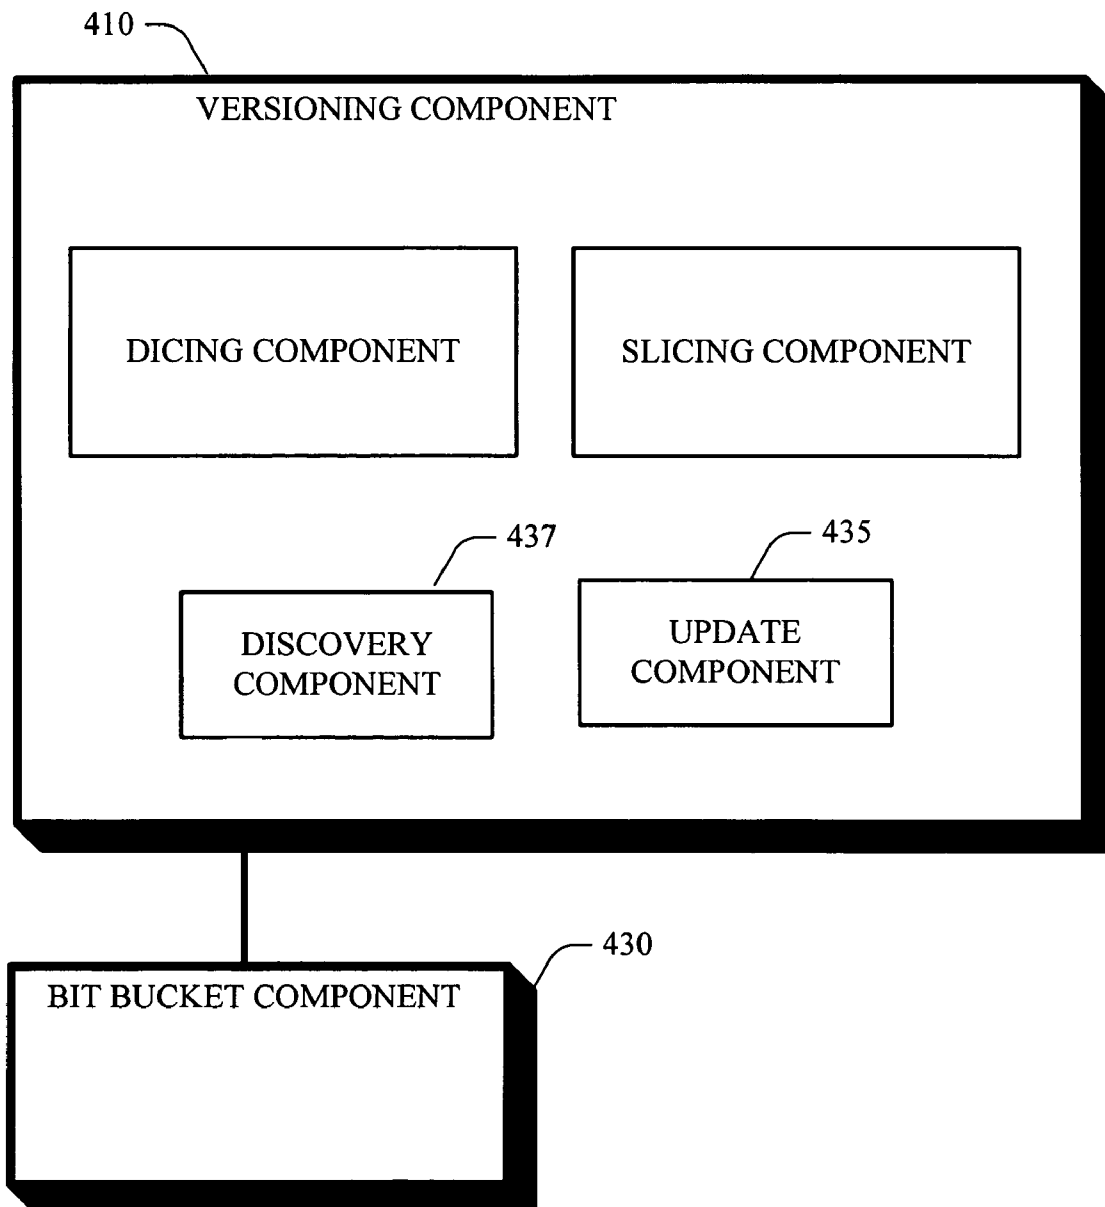 410
VERSIONING COMPONENT
DICING COMPONENT
SLICING COMPONENT
437
435
DISCOVERY
COMPONENT
UPDATE
COMPONENT
430
BIT BUCKET COMPONENT